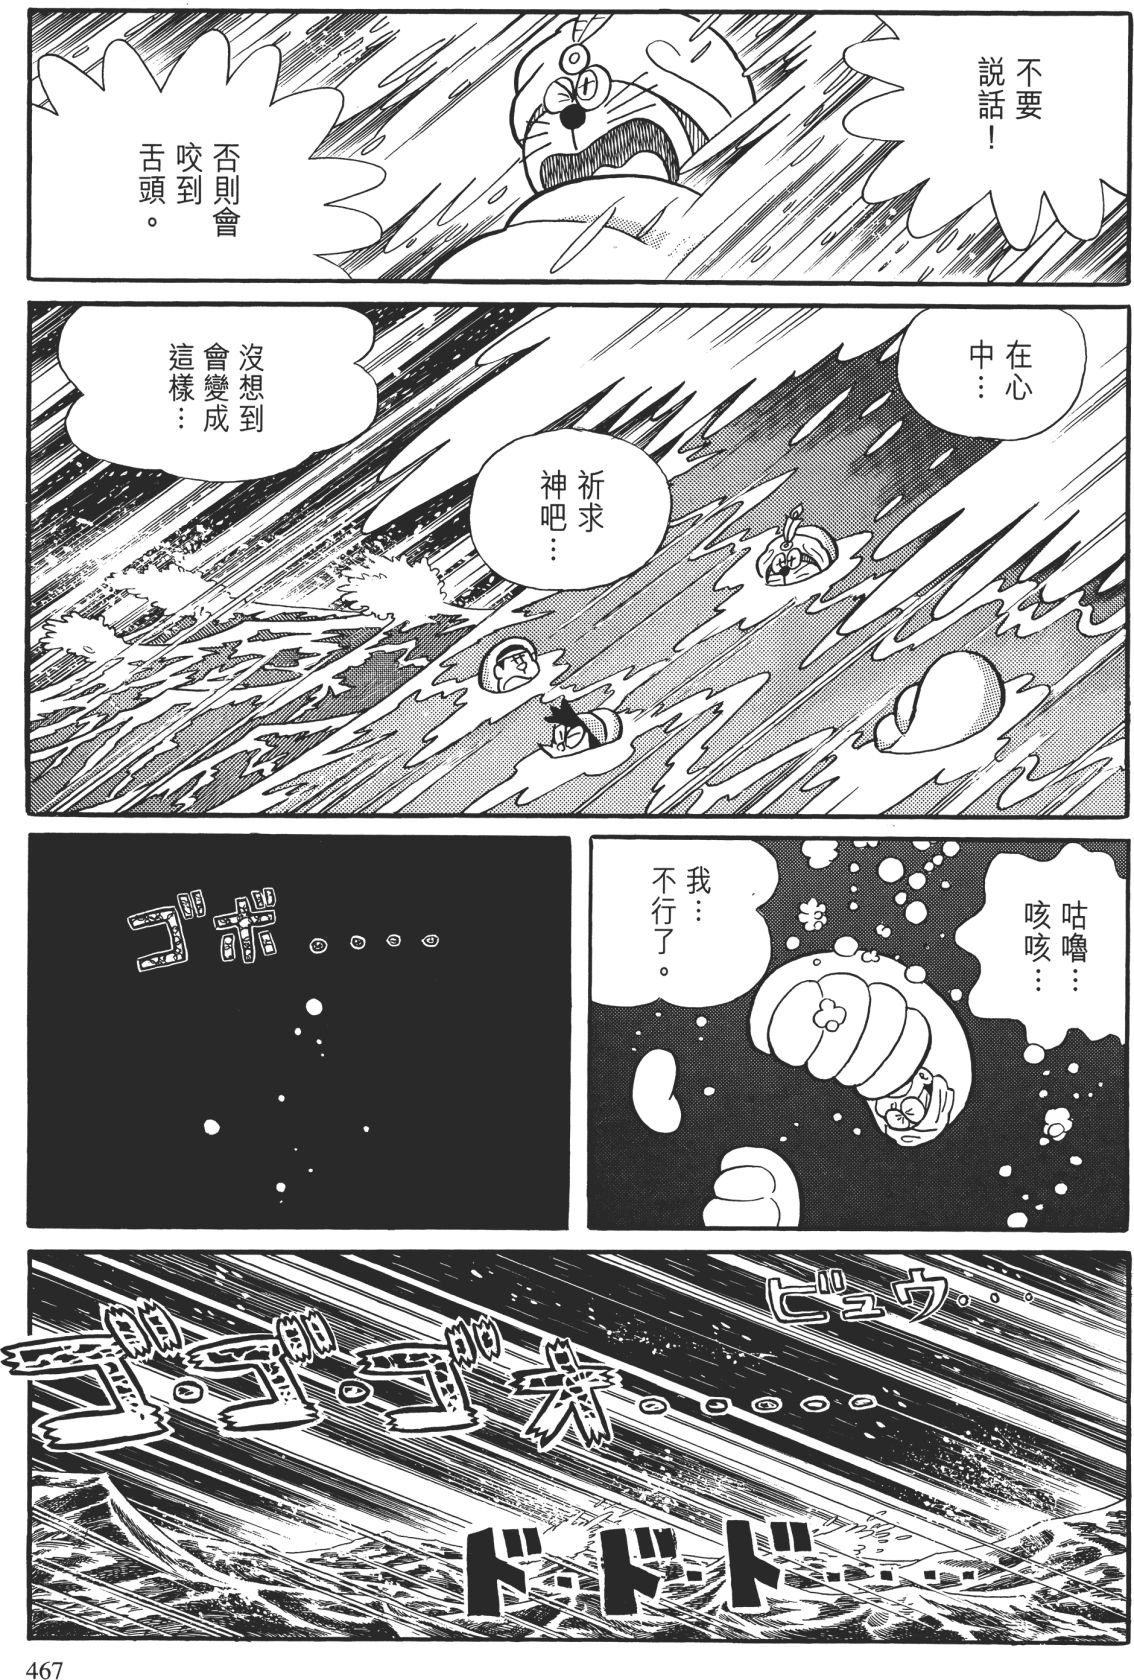 不要
説話！
否則會
咬到
舌頭。
在心
中…
祈求
神吧…
沒想到
會變成
這樣…
咕嚕…
咳咳…
我…
不行了。
ゴボ・・・・
ビュウ・・・
ゴ・ゴ・ゴオ・・・・・
ド・ド・ド・・・・
467